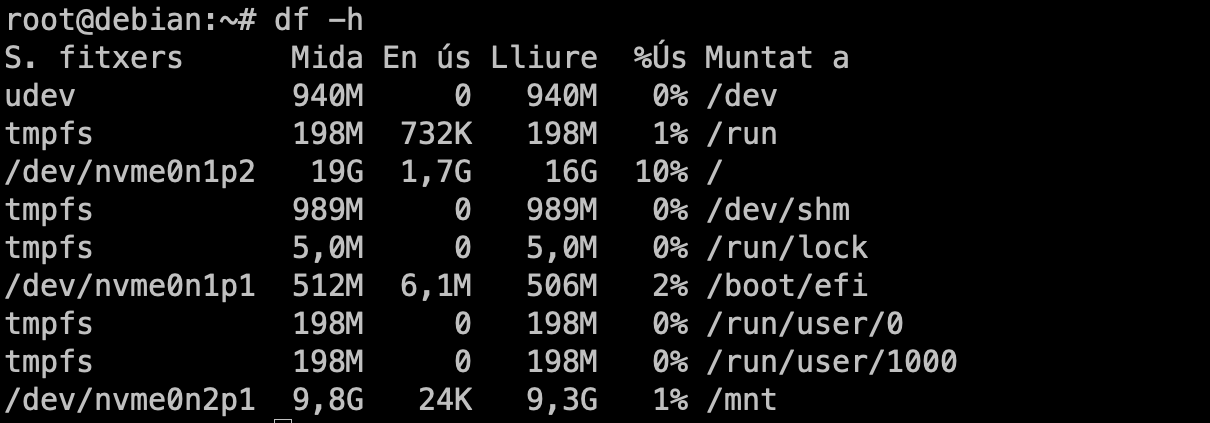 root@debian:~# df -h
S. fitxers      Mida En ús Lliure  %Ús Muntat a
udev            940M     0   940M   0% /dev
tmpfs           198M  732K   198M   1% /run
/dev/nvme0n1p2   19G  1,7G    16G  10% /
tmpfs           989M     0   989M   0% /dev/shm
tmpfs           5,0M     0   5,0M   0% /run/lock
/dev/nvme0n1p1  512M  6,1M   506M   2% /boot/efi
tmpfs           198M     0   198M   0% /run/user/0
tmpfs           198M     0   198M   0% /run/user/1000
/dev/nvme0n2p1  9,8G   24K   9,3G   1% /mnt